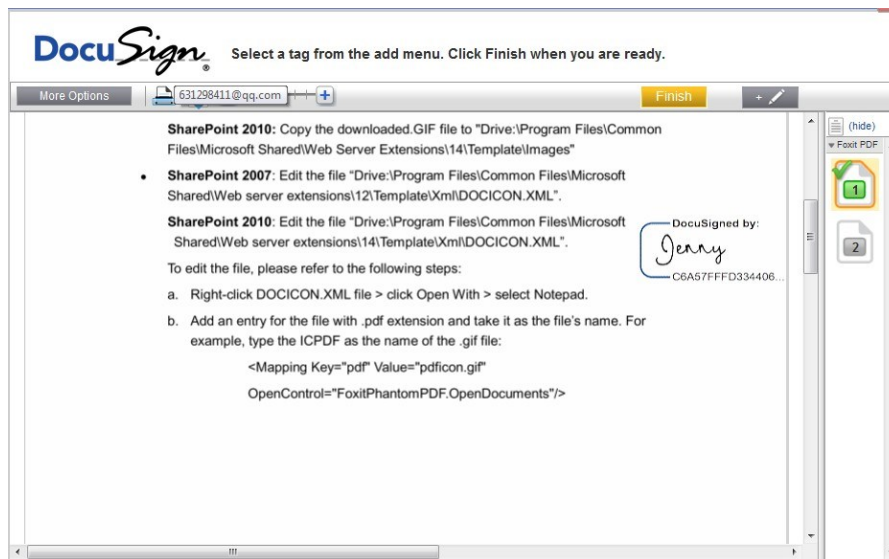 DocuSign® Select a tag from the add menu. Click Finish when you are ready.
More Options 631298411@qq.com + Finish +
(hide)
Foxit PDF
1
2
SharePoint 2010: Copy the downloaded.GIF file to "Drive:\Program Files\Common
Files\Microsoft Shared\Web Server Extensions\14\Template\Images"
• SharePoint 2007: Edit the file “Drive:\Program Files\Common Files\Microsoft
Shared\Web server extensions\12\Template\Xml\DOCICON.XML”.
SharePoint 2010: Edit the file “Drive:\Program Files\Common Files\Microsoft
Shared\Web server extensions\14\Template\Xml\DOCICON.XML”.
DocuSigned by:
Jenny
C6A57FFFD334406...
To edit the file, please refer to the following steps:
a. Right-click DOCICON.XML file > click Open With > select Notepad.
b. Add an entry for the file with .pdf extension and take it as the file’s name. For
example, type the ICPDF as the name of the .gif file:
<Mapping Key="pdf" Value="pdficon.gif"
OpenControl="FoxitPhantomPDF.OpenDocuments"/>